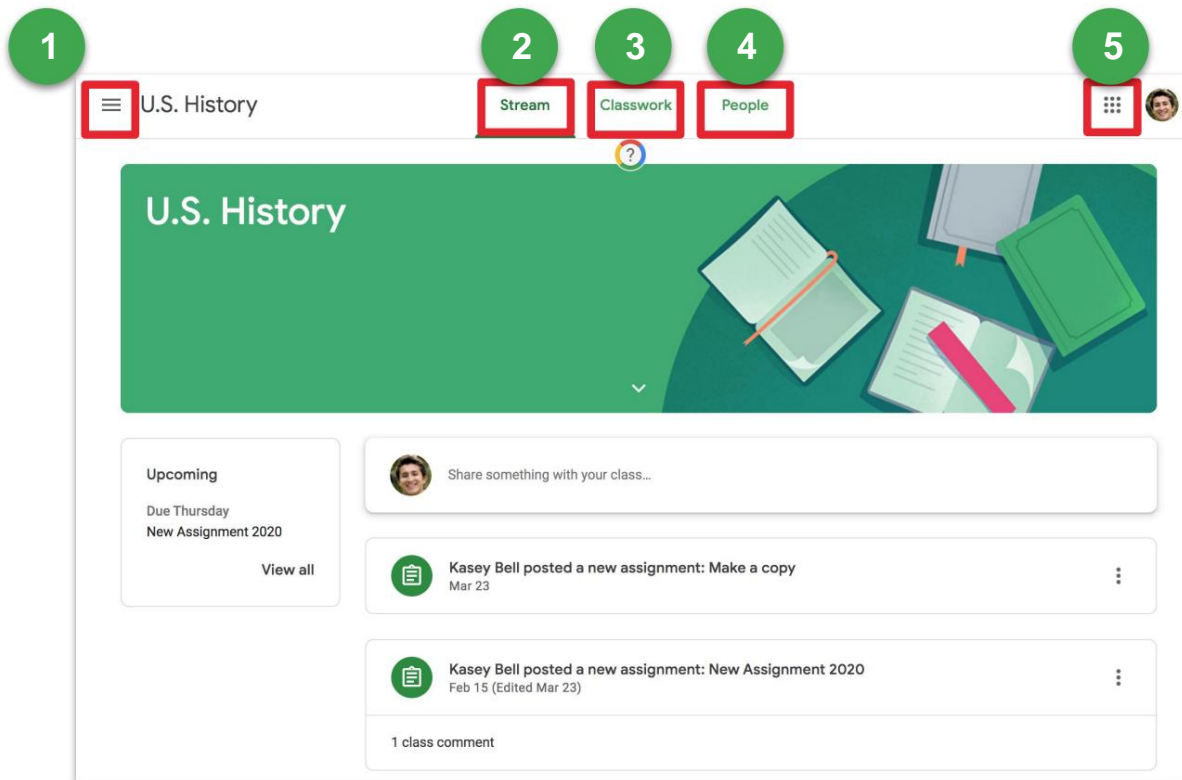 1
2
3
4
5
U.S. History
Stream
Classwork
People
?
U.S. History
Upcoming
Due Thursday
New Assignment 2020
View all
Share something with your class...
Kasey Bell posted a new assignment: Make a copy
Mar 23
Kasey Bell posted a new assignment: New Assignment 2020
Feb 15 (Edited Mar 23)
1 class comment